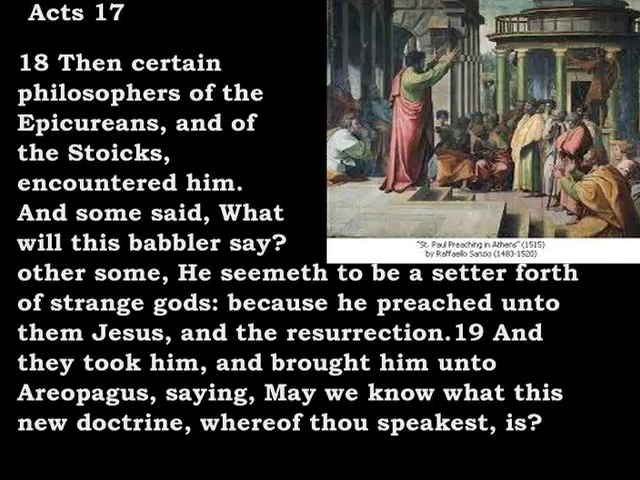 Acts 17
18 Then certain
philosophers of the
Epicureans, and of
the Stoicks,
encountered him.
And some said, What
will this babbler say?
"St. Paul Preaching in Athens" (1515)
by Raffaello Sanzio (1483-1520)
other some, He seemeth to be a setter forth
of strange gods: because he preached unto
them Jesus, and the resurrection.19 And
they took him, and brought him unto
Areopagus, saying, May we know what this
new doctrine, whereof thou speakest, is?